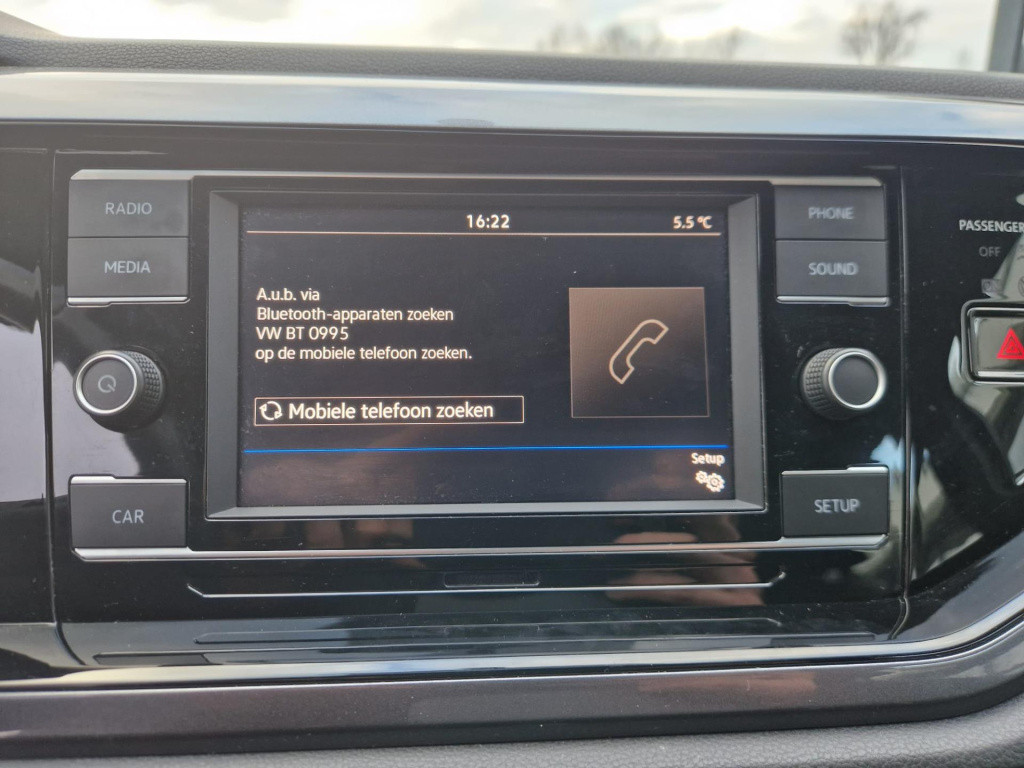 16:22
5.5 °C
RADIO
PHONE
PASSENGER
OFF
MEDIA
SOUND
A.u.b. via
Bluetooth-apparaten zoeken
VW BT 0995
op de mobiele telefoon zoeken.
Mobiele telefoon zoeken
Setup
CAR
SETUP